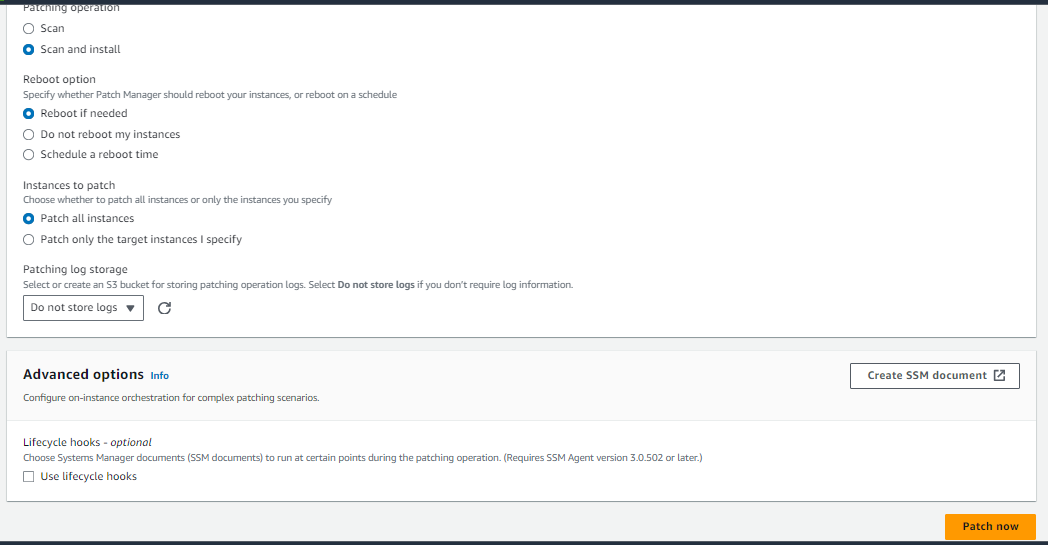 Patching operation
Scan
Scan and install
Reboot option
Specify whether Patch Manager should reboot your instances, or reboot on a schedule
Reboot if needed
Do not reboot my instances
Schedule a reboot time
Instances to patch
Choose whether to patch all instances or only the instances you specify
Patch all instances
Patch only the target instances I specify
Patching log storage
Select or create an S3 bucket for storing patching operation logs. Select Do not store logs if you don't require log information.
Do not store logs
Advanced options Info
Create SSM document
Configure on-instance orchestration for complex patching scenarios.
Lifecycle hooks - optional
Choose Systems Manager documents (SSM documents) to run at certain points during the patching operation. (Requires SSM Agent version 3.0.502 or later.)
Use lifecycle hooks
Patch now